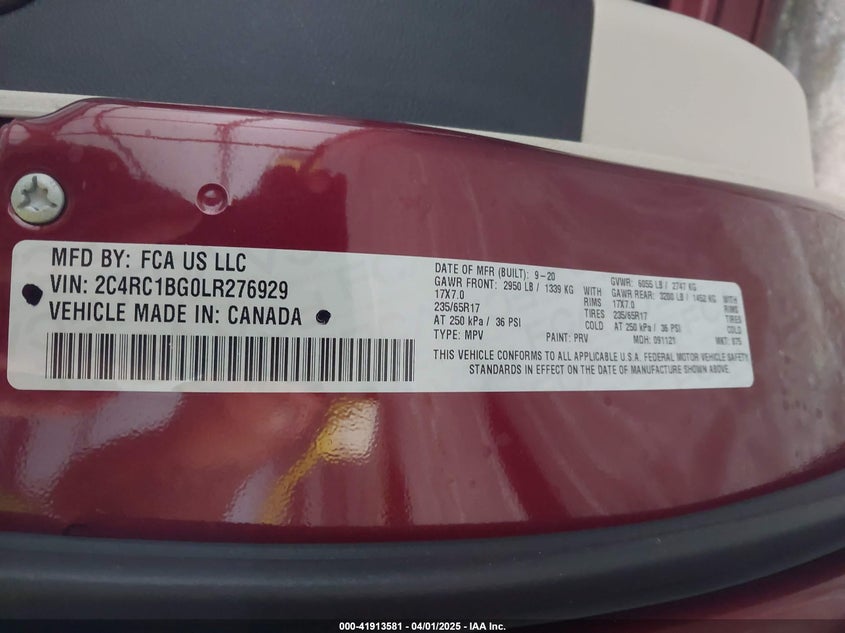 MFD BY: FCA US LLC
VIN: 2C4RC1BG0LR276929
VEHICLE MADE IN: CANADA
DATE OF MFR (BUILT): 9-20 GVWR: 6055 LB / 2747 KG
GAWR FRONT: 2950 LB / 1339 KG WITH GAWR REAR: 3200 LB / 1452 KG WITH
17X7.0 RIMS 17X7.0 RIMS
235/65R17 TIRES 235/65R17 TIRES
AT 250 kPa / 36 PSI COLD AT 250 kPa / 36 PSI COLD
TYPE: MPV PAINT: PRV MDH: 091121 MKT: 875
THIS VEHICLE CONFORMS TO ALL APPLICABLE U.S.A. FEDERAL MOTOR VEHICLE SAFETY
STANDARDS IN EFFECT ON THE DATE OF MANUFACTURE SHOWN ABOVE.
000-41913581 - 04/01/2025 - IAA Inc.